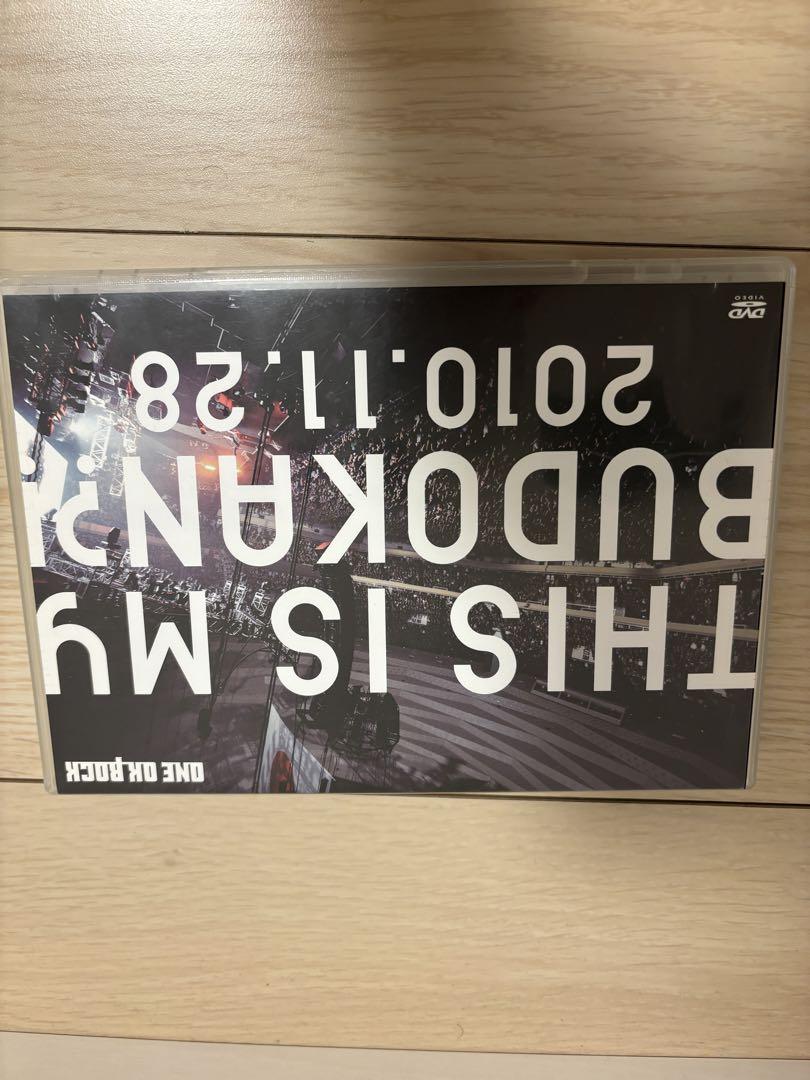 ONE OK ROCK
THIS IS MY
BUDOKAN?!
2010.11.28
DVD
VIDEO